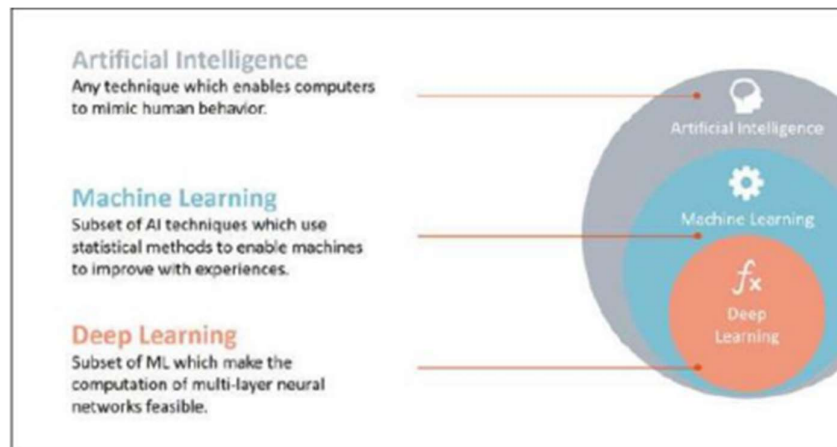 Artificial Intelligence
Any technique which enables computers
to mimic human behavior.
Machine Learning
Subset of AI techniques which use
statistical methods to enable machines
to improve with experiences.
Deep Learning
Subset of ML which make the
computation of multi-layer neural
networks feasible.
Artificial Intelligence
Machine Learning
fx
Deep
Learning